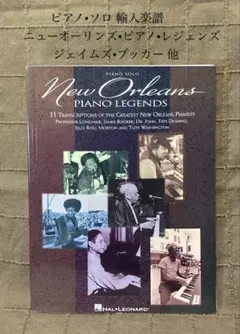 ピアノ・ソロ 輸入楽譜
ニューオーリンズ・ピアノ・レジェンズ
ジェイムズ・ブッカー 他
PIANO SOLO
New Orleans
PIANO LEGENDS
11 TRANSCRIPTIONS OF THE GREATEST NEW ORLEANS PIANISTS
PROFESSOR LONGHAIR, JAMES BOOKER, DR. JOHN, FATS DOMINO,
JELLY ROLL MORTON AND TUTS WASHINGTON
HAL•LEONARD